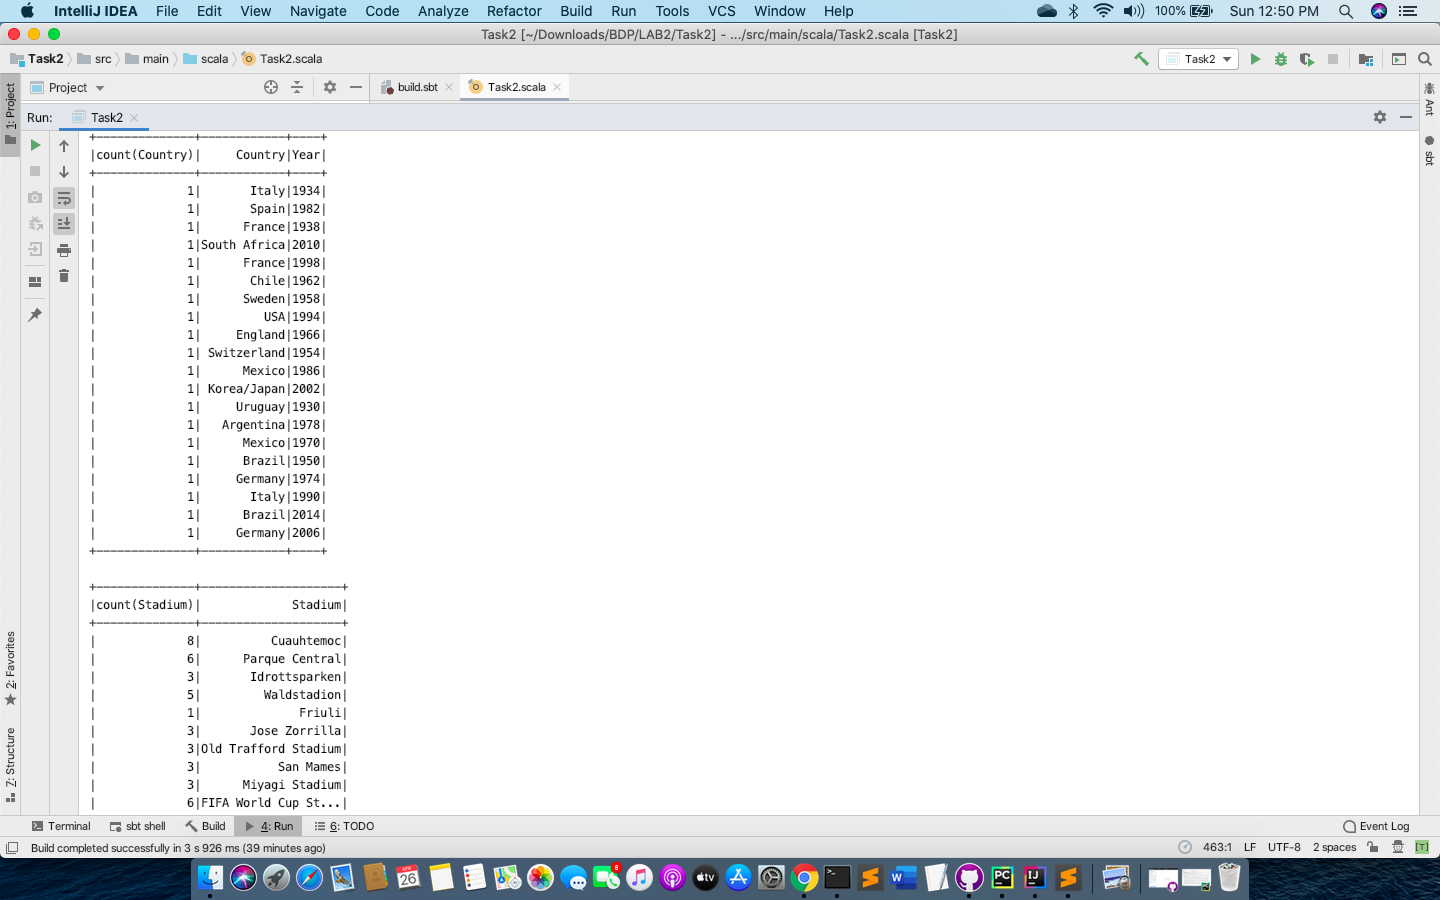 IntelliJ IDEA File Edit View Navigate Code Analyze Refactor Build Run Tools VCS Window Help 100% Sun 12:50 PM
Task2 [~/Downloads/BDP/LAB2/Task2] - .../src/main/scala/Task2.scala [Task2]
Task2 src main scala Task2.scala Task2
1: Project
Project build.sbt Task2.scala
Ant
sbt
Run: Task2
+--------------+------------+----+
|count(Country)|     Country|Year|
+--------------+------------+----+
|             1|       Italy|1934|
|             1|       Spain|1982|
|             1|      France|1938|
|             1|South Africa|2010|
|             1|      France|1998|
|             1|       Chile|1962|
|             1|      Sweden|1958|
|             1|         USA|1994|
|             1|     England|1966|
|             1| Switzerland|1954|
|             1|      Mexico|1986|
|             1| Korea/Japan|2002|
|             1|     Uruguay|1930|
|             1|   Argentina|1978|
|             1|      Mexico|1970|
|             1|      Brazil|1950|
|             1|     Germany|1974|
|             1|       Italy|1990|
|             1|      Brazil|2014|
|             1|     Germany|2006|
+--------------+------------+----+
+--------------+--------------------+
|count(Stadium)|             Stadium|
+--------------+--------------------+
|             8|          Cuauhtemoc|
|             6|      Parque Central|
|             3|       Idrottsparken|
|             5|         Waldstadion|
|             1|              Friuli|
|             3|       Jose Zorrilla|
|             3|Old Trafford Stadium|
|             3|           San Mames|
|             3|      Miyagi Stadium|
|             6|FIFA World Cup St...|
2: Favorites
7: Structure
Terminal sbt shell Build 4: Run 6: TODO Event Log
Build completed successfully in 3 s 926 ms (39 minutes ago) 463:1 LF UTF-8 2 spaces [T]
26
8
tv
W
PC
IJ